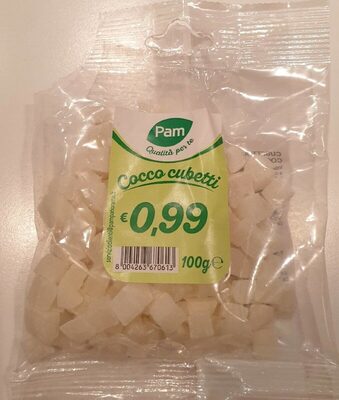 Pam
Qualità per te
Cocco cubetti
€ 0,99
8 004263 670613
100g e